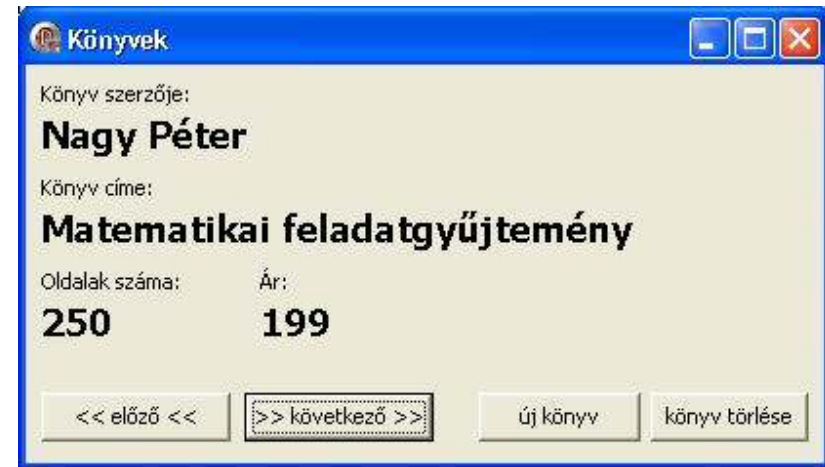 Könyvek
Könyv szerzője:
Nagy Péter
Könyv címe:
Matematikai feladatgyűjtemény
Oldalak száma: Ár:
250 199
<< előző << >> következő >> új könyv könyv törlése